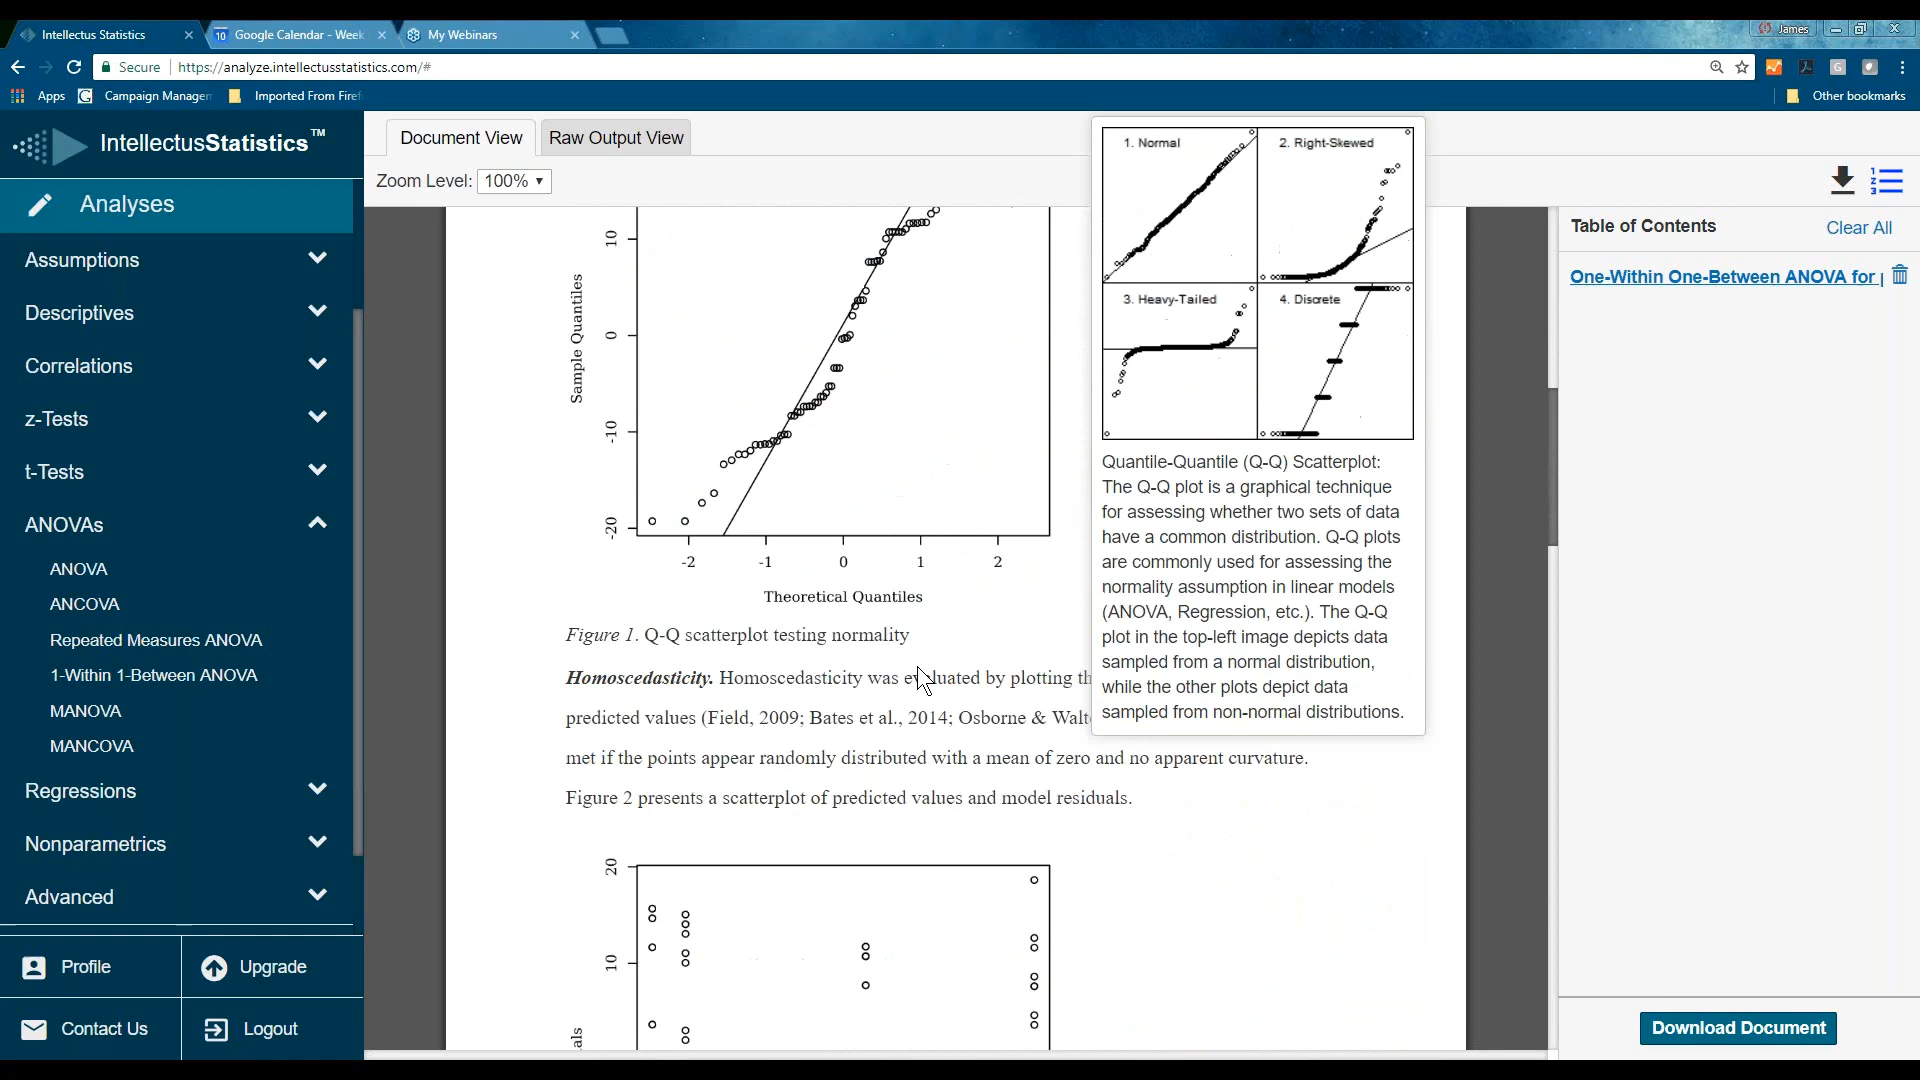 Intellectus Statistics
Google Calendar - Week
My Webinars
James
Secure
https://analyze.intellectusstatistics.com/#
Apps
Campaign Manager
Imported From Firef
Other bookmarks
IntellectusStatistics™
Analyses
Assumptions
Descriptives
Correlations
z-Tests
t-Tests
ANOVAs
ANOVA
ANCOVA
Repeated Measures ANOVA
1-Within 1-Between ANOVA
MANOVA
MANCOVA
Regressions
Nonparametrics
Advanced
Profile
Upgrade
Contact Us
Logout
Document View
Raw Output View
Zoom Level: 100%
10
0
-10
-20
Sample Quantiles
-2 -1 0 1 2
Theoretical Quantiles
Figure 1. Q-Q scatterplot testing normality
Homoscedasticity. Homoscedasticity was evaluated by plotting th
predicted values (Field, 2009; Bates et al., 2014; Osborne & Walt
met if the points appear randomly distributed with a mean of zero and no apparent curvature.
Figure 2 presents a scatterplot of predicted values and model residuals.
20
10
als
1. Normal
2. Right-Skewed
3. Heavy-Tailed
4. Discrete
Quantile-Quantile (Q-Q) Scatterplot:
The Q-Q plot is a graphical technique
for assessing whether two sets of data
have a common distribution. Q-Q plots
are commonly used for assessing the
normality assumption in linear models
(ANOVA, Regression, etc.). The Q-Q
plot in the top-left image depicts data
sampled from a normal distribution,
while the other plots depict data
sampled from non-normal distributions.
Table of Contents
Clear All
One-Within One-Between ANOVA for
Download Document